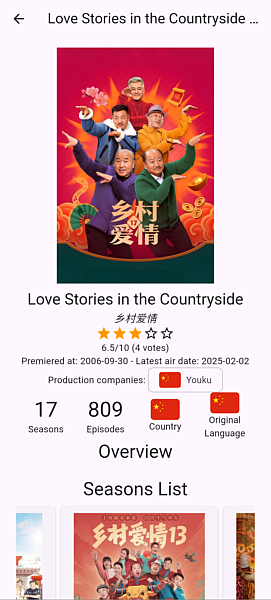 Love Stories in the Countryside ...
乡村
17
爱情
Love Stories in the Countryside
乡村爱情
6.5/10 (4 votes)
Premiered at: 2006-09-30 - Latest air date: 2025-02-02
Production companies: Youku
17
Seasons
809
Episodes
Country
Original
Language
Overview
Seasons List
乡村爱情13